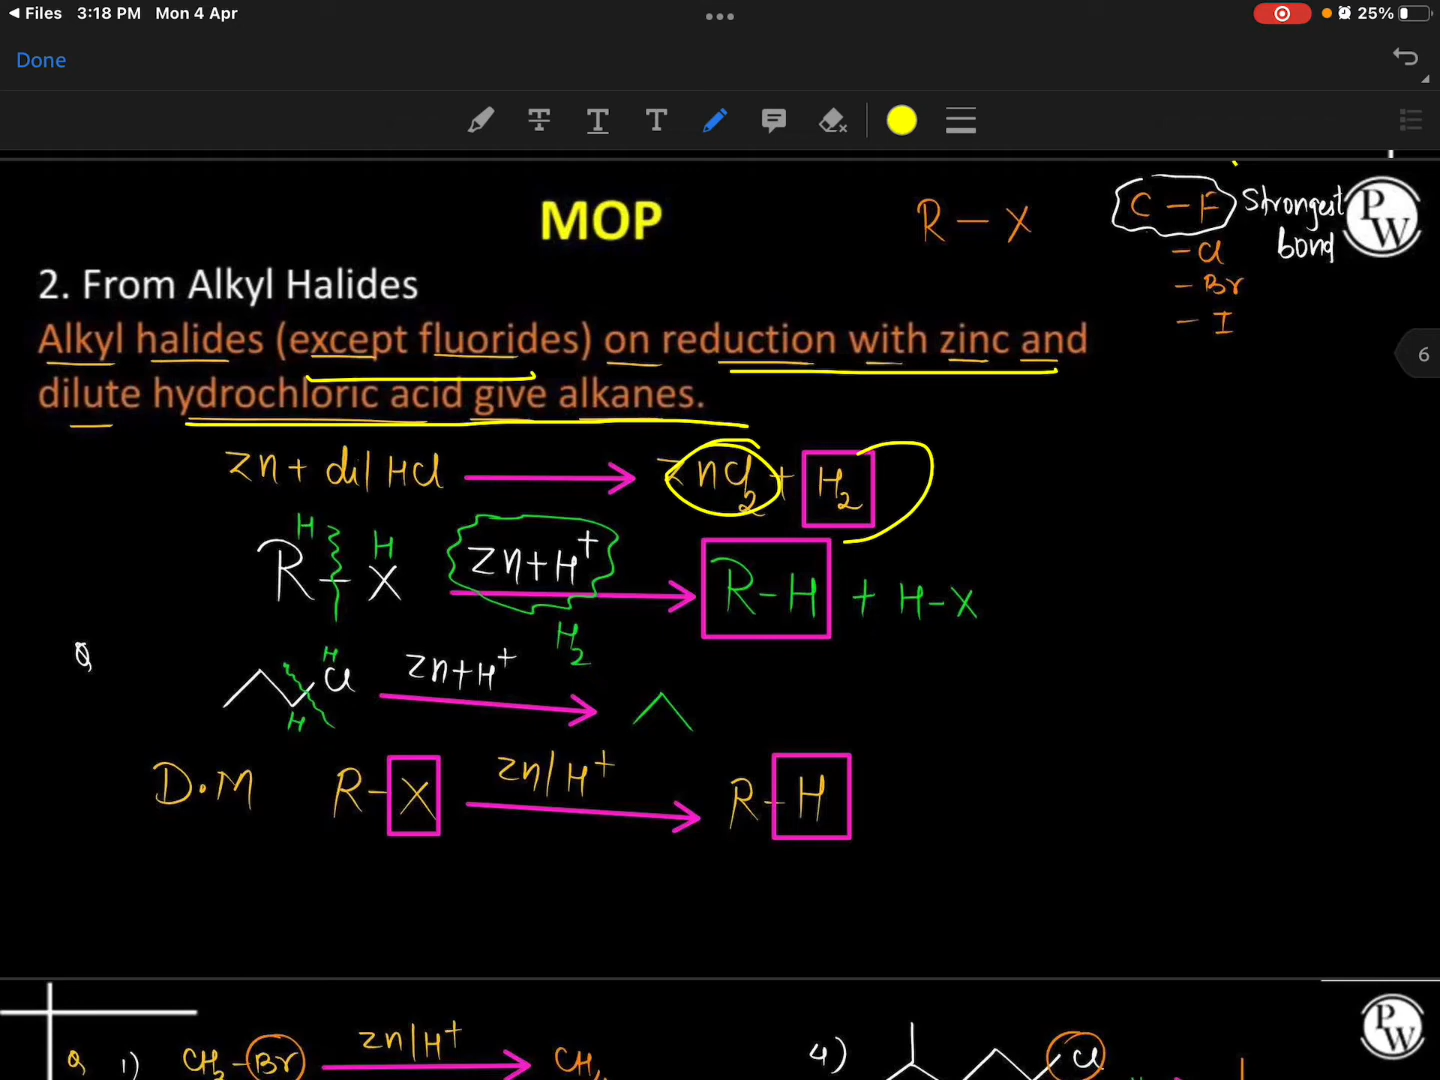 Files 3:18 PM Mon 4 Apr 25%
Done
MOP
R - X
C - F Strongest bond
- Cl
- Br
- I
PW
2. From Alkyl Halides
Alkyl halides (except fluorides) on reduction with zinc and
dilute hydrochloric acid give alkanes.
6
Zn + dil HCl ZnCl2 + H2
H H
R - X Zn+H+ R-H + H-X
H2
Q
H
Cl Zn+H+
H
D.M R-X Zn/H+ R-H
PW
Q 1) CH3-Br Zn/H+ 4) Cl